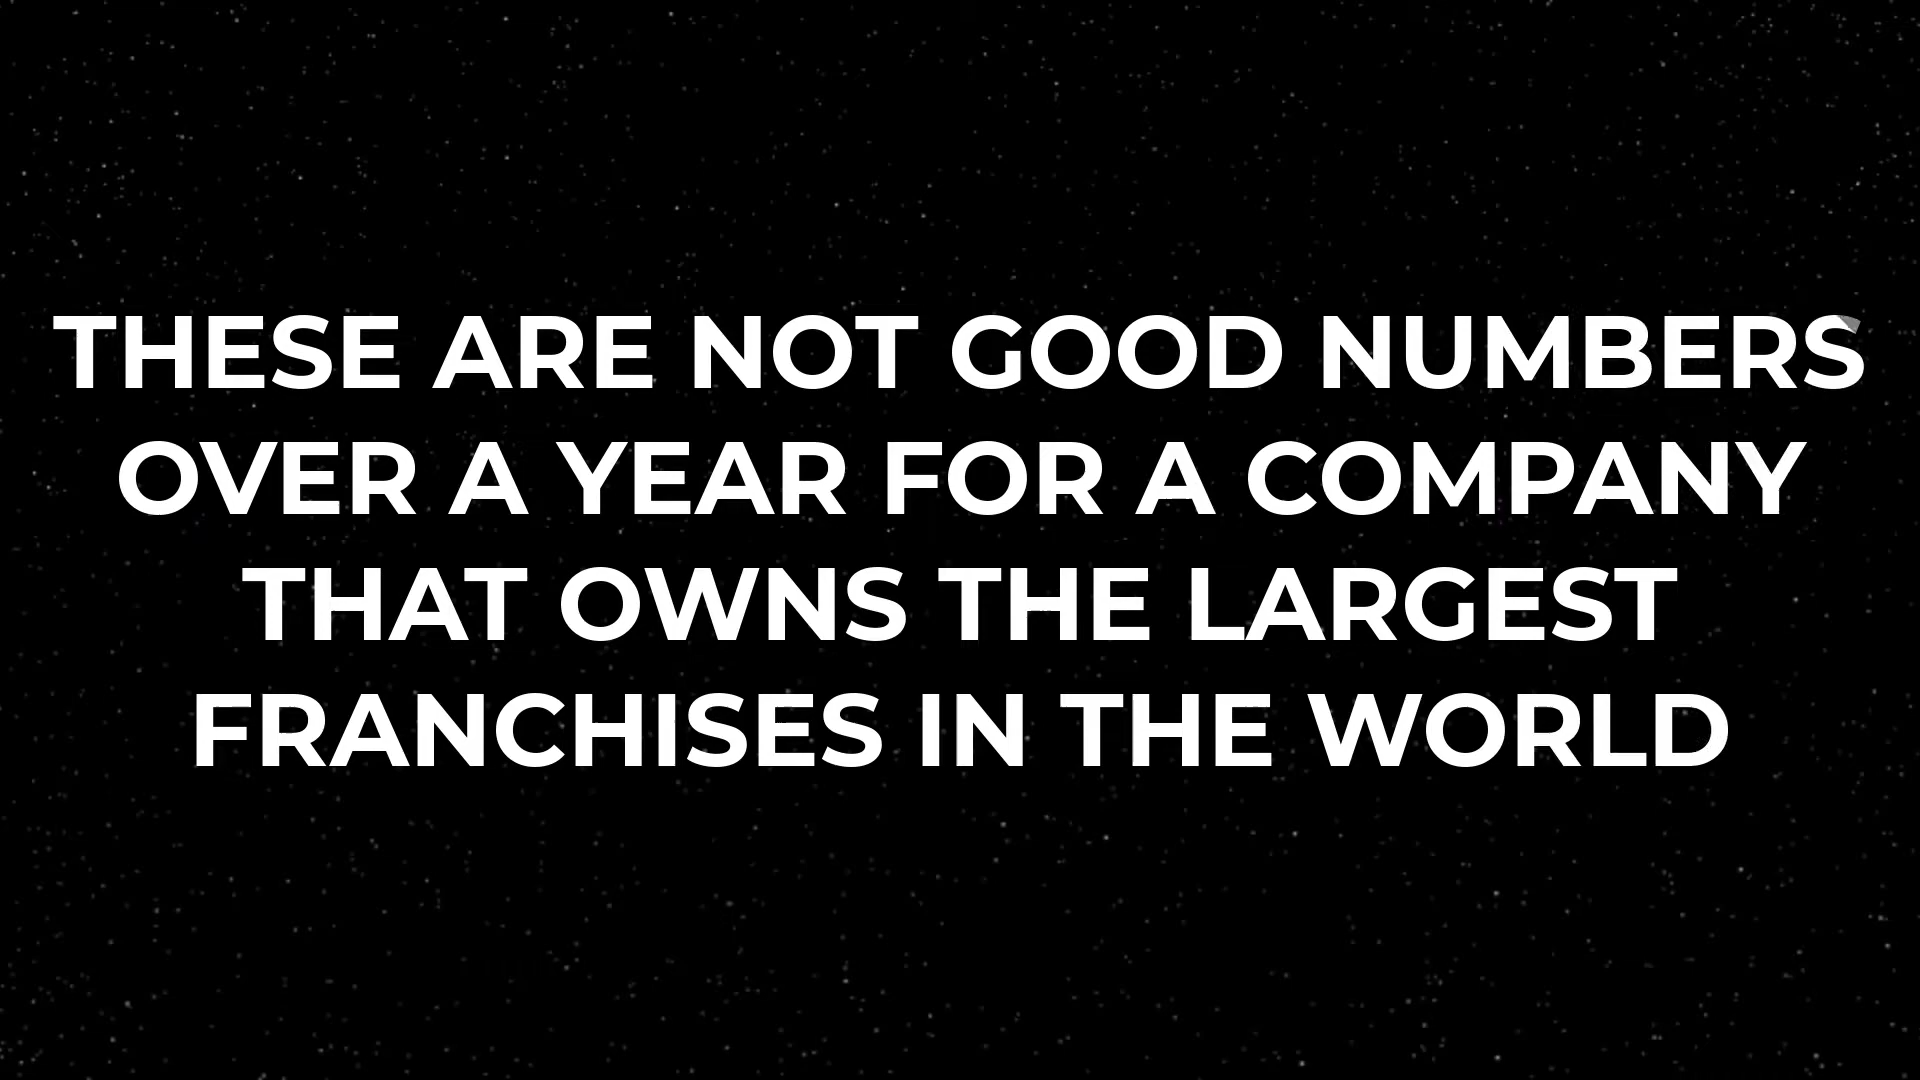 THESE ARE NOT GOOD NUMBERS
OVER A YEAR FOR A COMPANY
THAT OWNS THE LARGEST
FRANCHISES IN THE WORLD